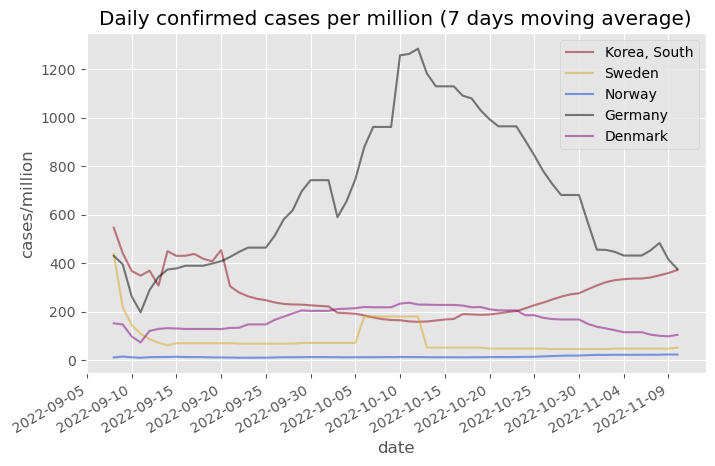 Daily confirmed cases per million (7 days moving average)
Korea, South
Sweden
Norway
Germany
Denmark
cases/million
1200
1000
800
600
400
200
0
2022-09-05
2022-09-10
2022-09-15
2022-09-20
2022-09-25
2022-09-30
2022-10-05
2022-10-10
2022-10-15
2022-10-20
2022-10-25
2022-10-30
2022-11-04
2022-11-09
date